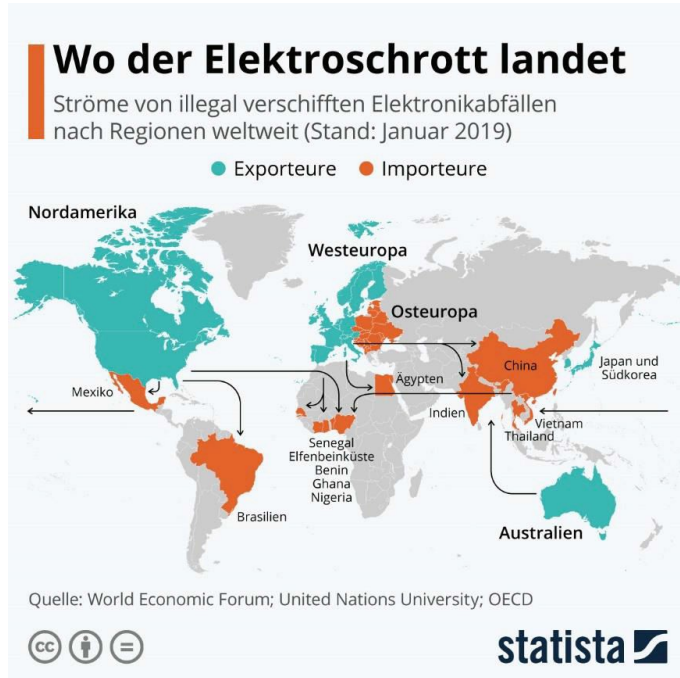 Wo der Elektroschrott landet
Ströme von illegal verschifften Elektronikabfällen
nach Regionen weltweit (Stand: Januar 2019)
Exporteure Importeure
Nordamerika
Westeuropa
Osteuropa
Mexiko
Ägypten
China
Japan und
Südkorea
Indien
Vietnam
Thailand
Senegal
Elfenbeinküste
Benin
Ghana
Nigeria
Brasilien
Australien
Quelle: World Economic Forum; United Nations University; OECD
cc
statista